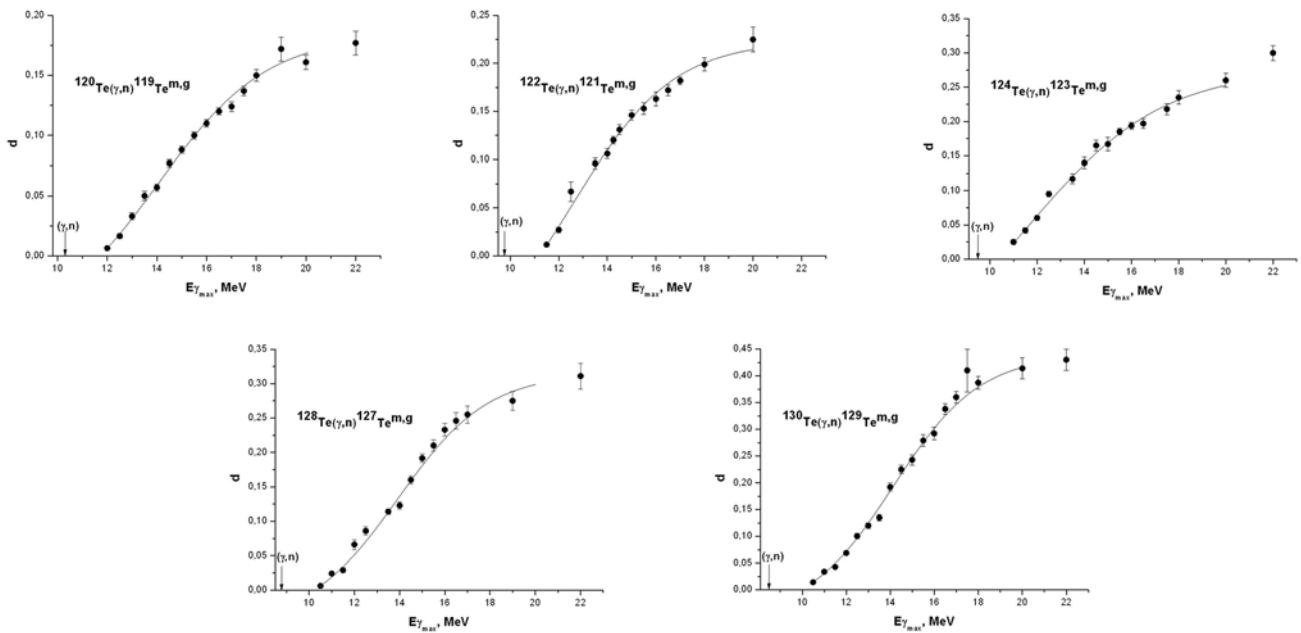 0,20
0,15
0,10
0,05
0,00
d
¹²⁰Te(γ,n)¹¹⁹Teᵐ,ᵍ
(γ,n)
10 12 14 16 18 20 22
Eγmax, MeV
0,25
0,20
0,15
0,10
0,05
0,00
d
¹²²Te(γ,n)¹²¹Teᵐ,ᵍ
(γ,n)
10 12 14 16 18 20 22
Eγmax, MeV
0,35
0,30
0,25
0,20
0,15
0,10
0,05
0,00
d
¹²⁴Te(γ,n)¹²³Teᵐ,ᵍ
(γ,n)
10 12 14 16 18 20 22
Eγmax, MeV
0,35
0,30
0,25
0,20
0,15
0,10
0,05
0,00
d
¹²⁸Te(γ,n)¹²⁷Teᵐ,ᵍ
(γ,n)
10 12 14 16 18 20 22
Eγmax, MeV
0,45
0,40
0,35
0,30
0,25
0,20
0,15
0,10
0,05
0,00
d
¹³⁰Te(γ,n)¹²⁹Teᵐ,ᵍ
(γ,n)
8 10 12 14 16 18 20 22
Eγmax, MeV